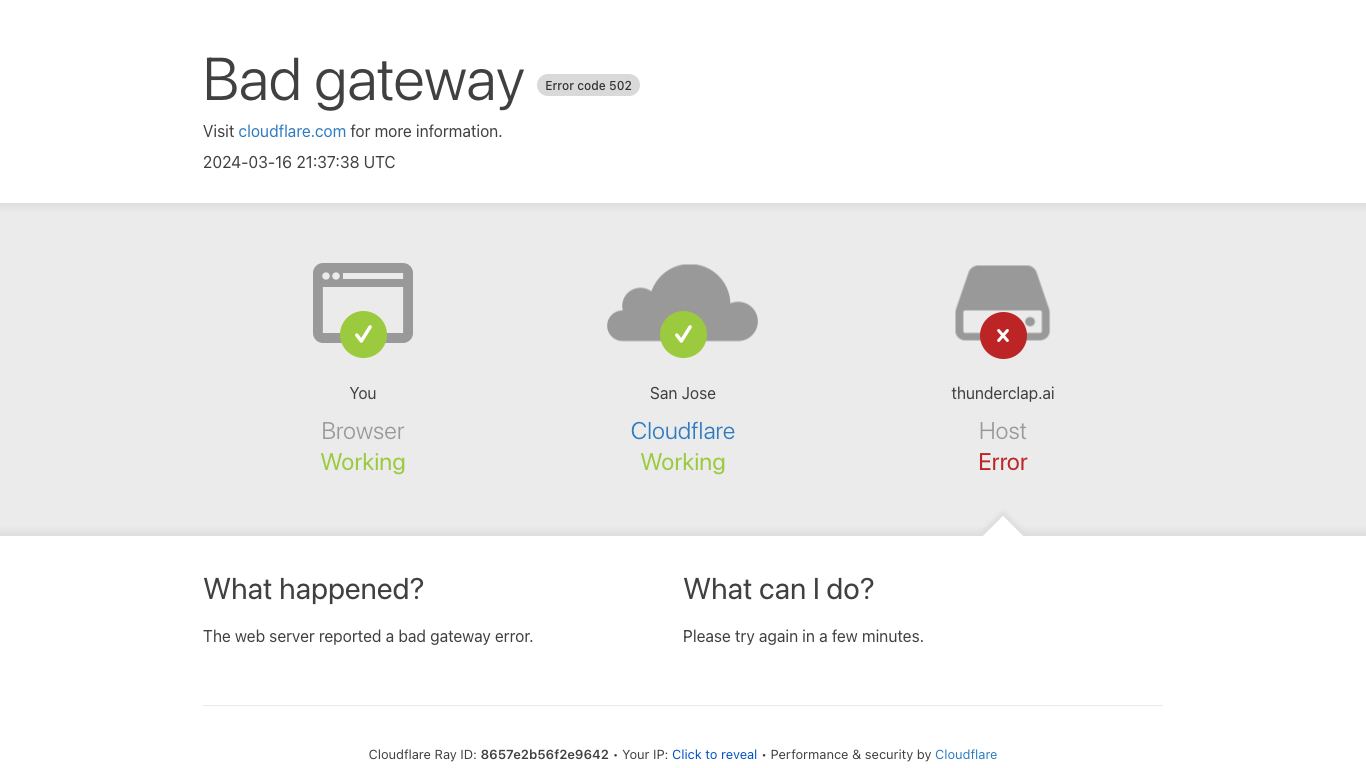 Bad gateway Error code 502
Visit cloudflare.com for more information.
2024-03-16 21:37:38 UTC
You
Browser
Working
San Jose
Cloudflare
Working
thunderclap.ai
Host
Error
What happened?
The web server reported a bad gateway error.
What can I do?
Please try again in a few minutes.
Cloudflare Ray ID: 8657e2b56f2e9642 • Your IP: Click to reveal • Performance & security by Cloudflare